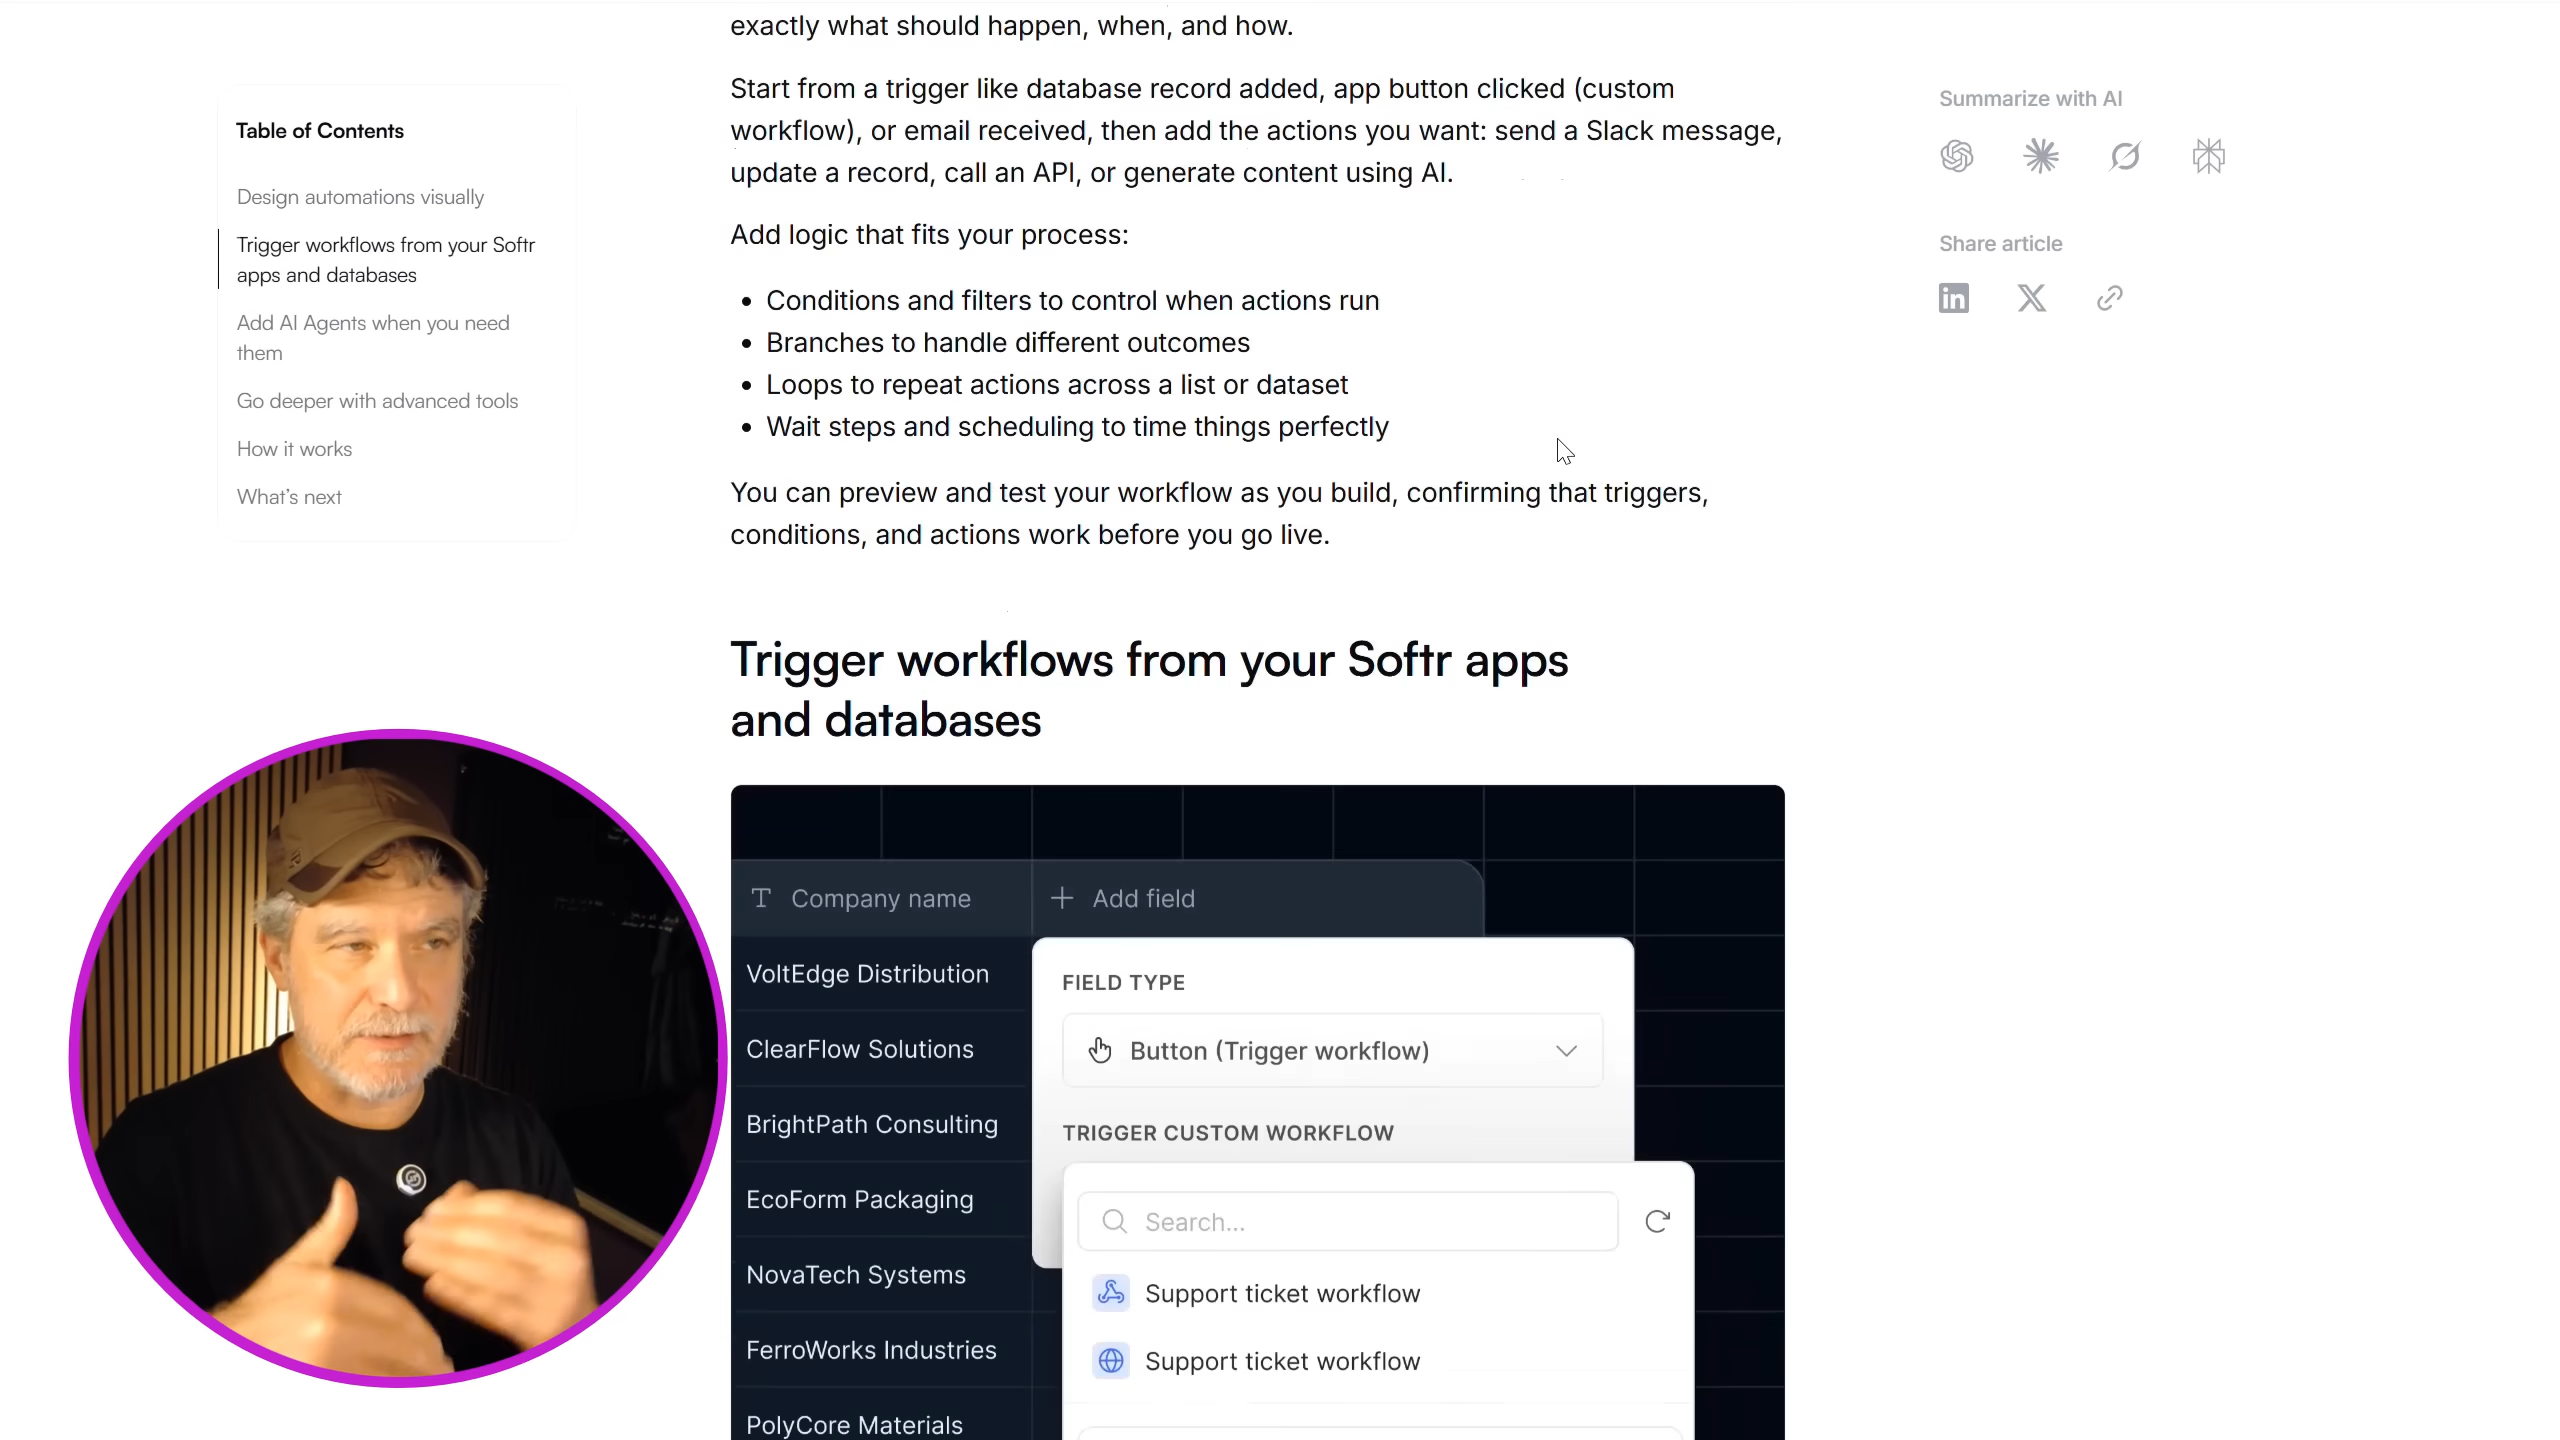 exactly what should happen, when, and how.
Start from a trigger like database record added, app button clicked (custom
workflow), or email received, then add the actions you want: send a Slack message,
update a record, call an API, or generate content using AI.
Add logic that fits your process:
Conditions and filters to control when actions run
Branches to handle different outcomes
Loops to repeat actions across a list or dataset
Wait steps and scheduling to time things perfectly
You can preview and test your workflow as you build, confirming that triggers,
conditions, and actions work before you go live.
Table of Contents
Design automations visually
Trigger workflows from your Softr
apps and databases
Add AI Agents when you need
them
Go deeper with advanced tools
How it works
What's next
Summarize with AI
Share article
Trigger workflows from your Softr apps
and databases
Company name
Add field
VoltEdge Distribution
ClearFlow Solutions
BrightPath Consulting
EcoForm Packaging
NovaTech Systems
FerroWorks Industries
PolyCore Materials
FIELD TYPE
Button (Trigger workflow)
TRIGGER CUSTOM WORKFLOW
Search...
Support ticket workflow
Support ticket workflow